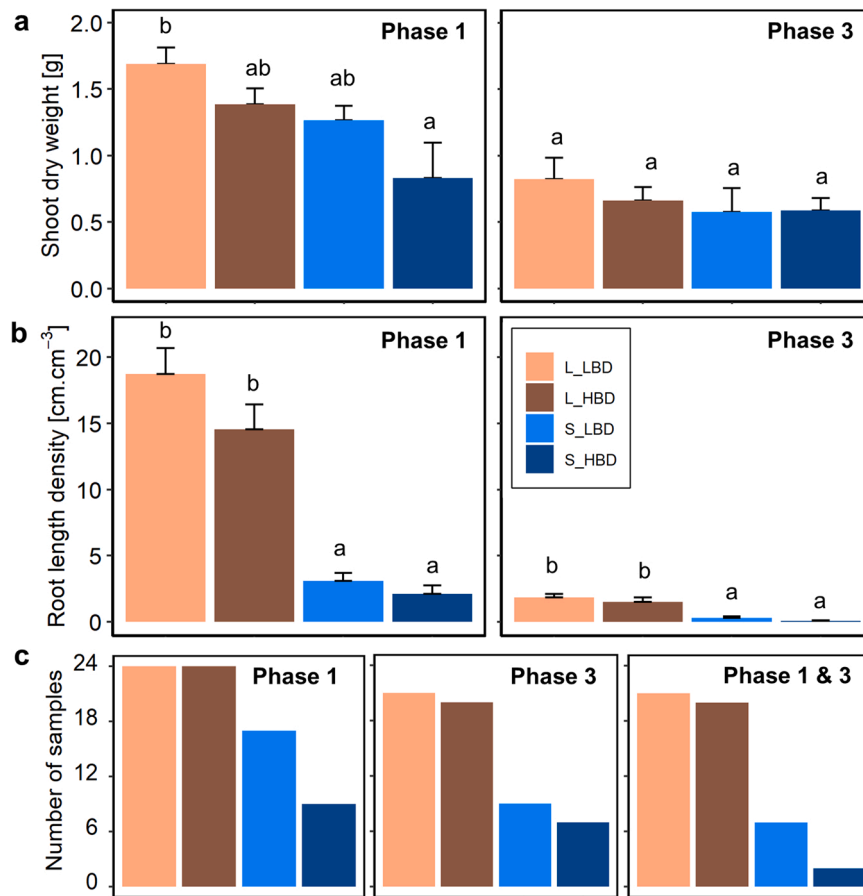 a
Shoot dry weight [g]
2.0
1.5
1.0
0.5
0.0
Phase 1
b
ab
ab
a
Phase 3
a
a
a
a
b
Root length density [cm.cm⁻³]
20
15
10
5
0
Phase 1
b
b
a
a
Phase 3
L_LBD
L_HBD
S_LBD
S_HBD
b
b
a
a
c
Number of samples
24
18
12
6
0
Phase 1
Phase 3
Phase 1 & 3